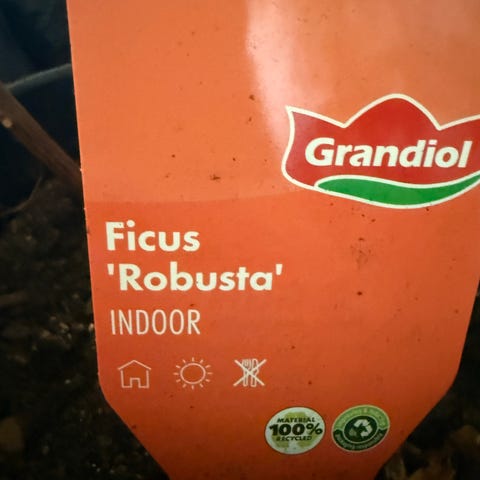 Grandiol
Ficus
'Robusta'
INDOOR
MATERIAL
100%
RECYCLED